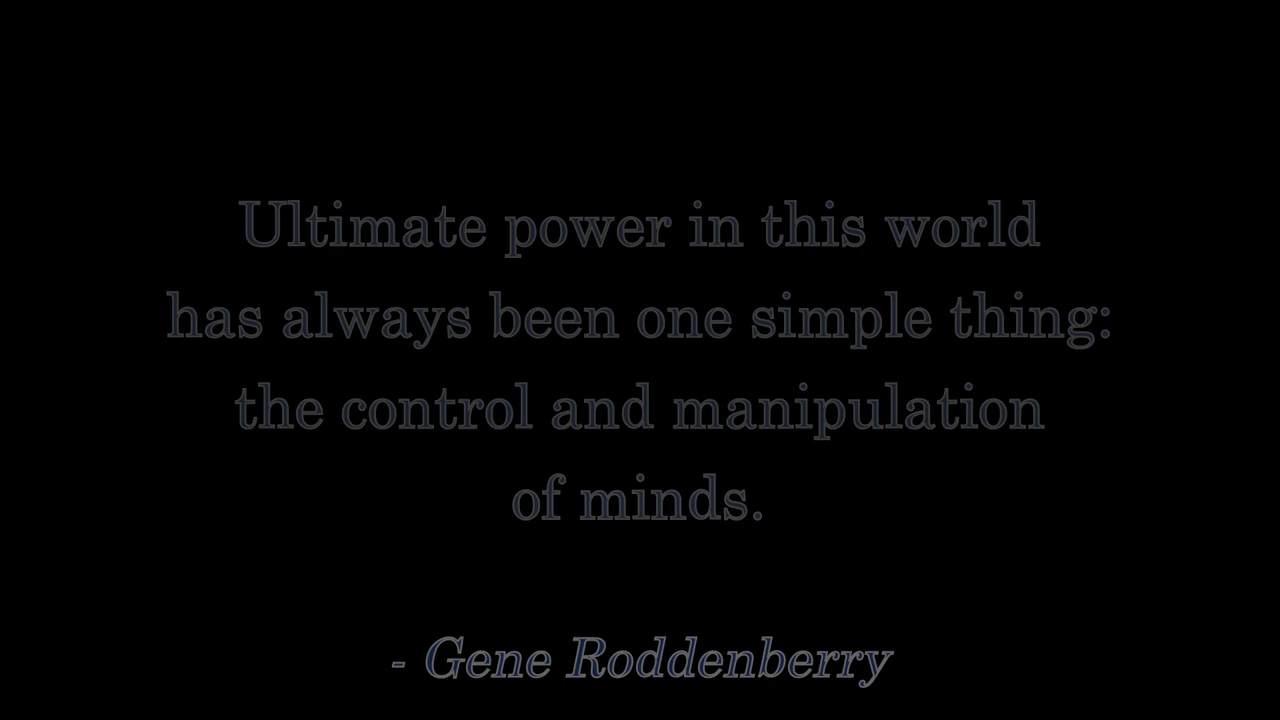 Ultimate power in this world
has always been one simple thing:
the control and manipulation
of minds.
- Gene Roddenberry